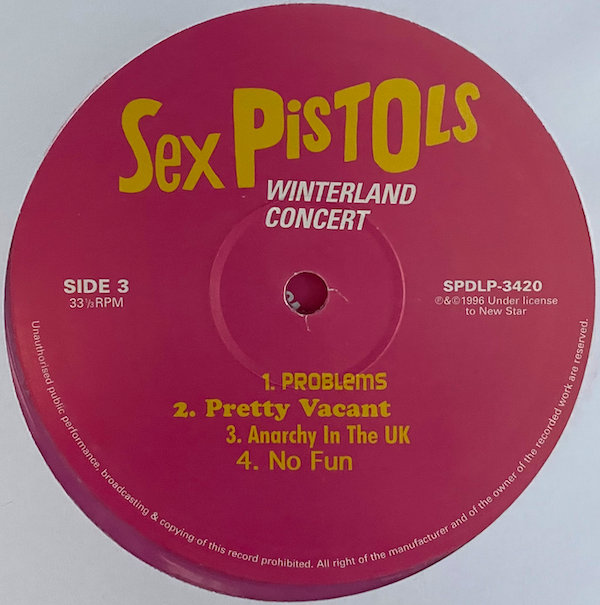 Sex PisTOLs
WINTERLAND
CONCERT
SIDE 3
33⅓RPM
SPDLP-3420
℗&©1996 Under license
to New Star
1. PROBLemS
2. Pretty Vacant
3. Anarchy In The UK
4. No Fun
Unauthorised public performance, broadcasting & copying of this record prohibited. All right of the manufacturer and of the owner of the recorded work are reserved.